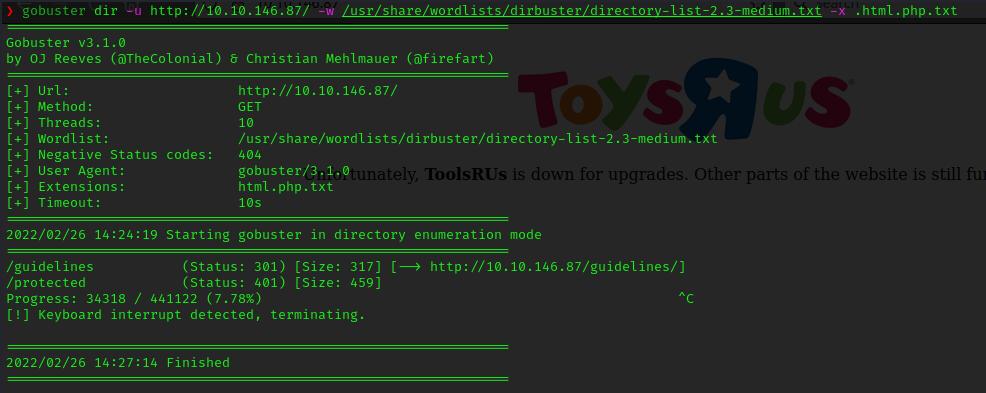 ❯ gobuster dir -u http://10.10.146.87/ -w /usr/share/wordlists/dirbuster/directory-list-2.3-medium.txt -x .html.php.txt
===============================================================
Gobuster v3.1.0
by OJ Reeves (@TheColonial) & Christian Mehlmauer (@firefart)
===============================================================
[+] Url:                     http://10.10.146.87/
[+] Method:                  GET
[+] Threads:                 10
[+] Wordlist:                /usr/share/wordlists/dirbuster/directory-list-2.3-medium.txt
[+] Negative Status codes:   404
[+] User Agent:              gobuster/3.1.0
[+] Extensions:              html.php.txt
[+] Timeout:                 10s
===============================================================
2022/02/26 14:24:19 Starting gobuster in directory enumeration mode
===============================================================
/guidelines           (Status: 301) [Size: 317] [--> http://10.10.146.87/guidelines/]
/protected            (Status: 401) [Size: 459]
Progress: 34318 / 441122 (7.78%)                                                     ^C
[!] Keyboard interrupt detected, terminating.
===============================================================
2022/02/26 14:27:14 Finished
===============================================================
Toys R Us
ToolsRUs is down for upgrades. Other parts of the website is still